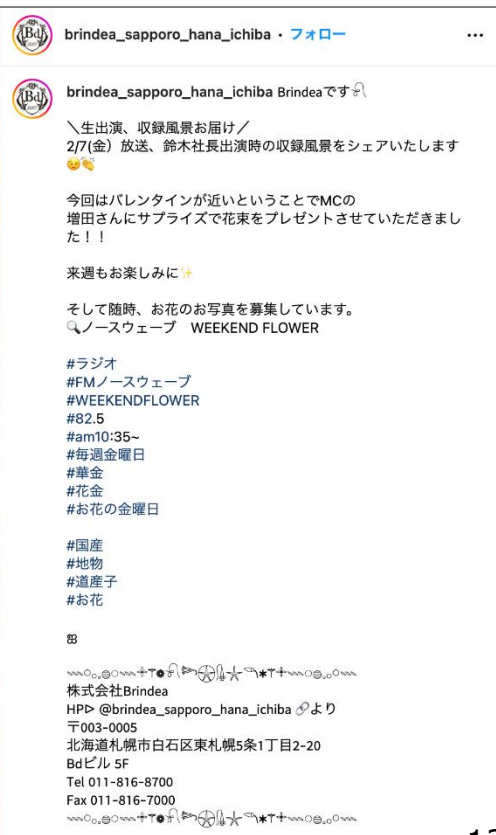 brindea_sapporo_hana_ichiba • フォロー
brindea_sapporo_hana_ichiba Brindeaです
＼生出演、収録風景お届け／
2/7(金）放送、鈴木社長出演時の収録風景をシェアいたします
😉👏
今回はバレンタインが近いということでMCの
増田さんにサプライズで花束をプレゼントさせていただきまし
た！！
来週もお楽しみに✨
そして随時、お花のお写真を募集しています。
🔍ノースウェーブ　WEEKEND FLOWER
#ラジオ
#FMノースウェーブ
#WEEKENDFLOWER
#82.5
#am10:35~
#毎週金曜日
#華金
#花金
#お花の金曜日
#国産
#地物
#道産子
#お花
株式会社Brindea
HP▷ @brindea_sapporo_hana_ichiba 🔗より
〒003-0005
北海道札幌市白石区東札幌5条1丁目2-20
Bdビル 5F
Tel 011-816-8700
Fax 011-816-7000